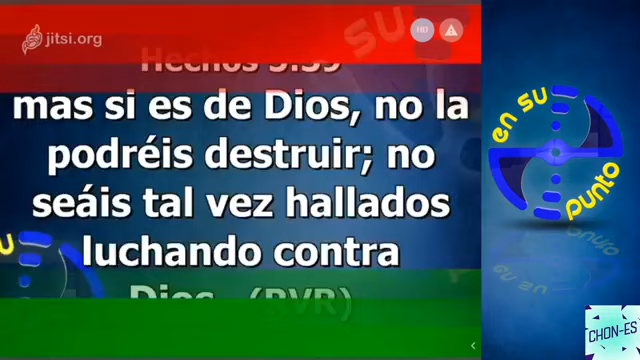 jitsi.org
HD
Hechos 5:39
mas si es de Dios, no la
podréis destruir; no
seáis tal vez hallados
luchando contra
Dios. (RVR)
en su
punto
CHON-ES